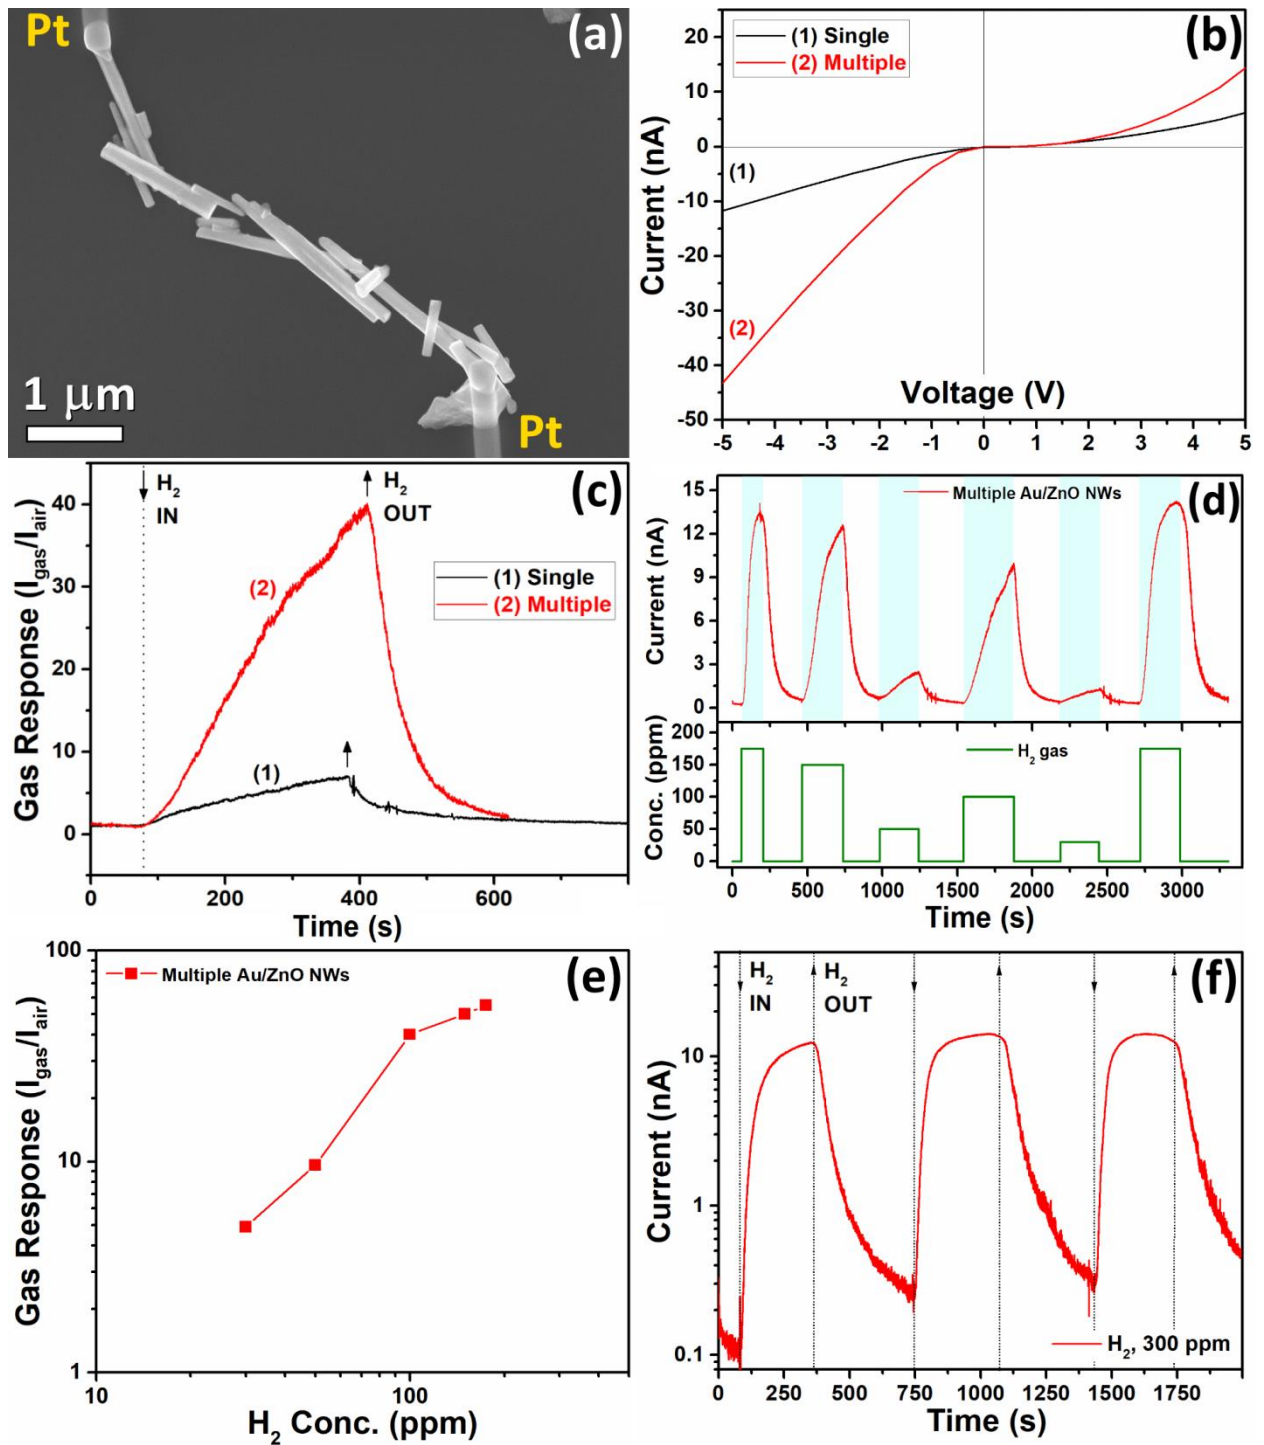 Pt
(a)
1 μm
Pt
(b)
(1) Single
(2) Multiple
Current (nA)
20
10
0
-10
-20
-30
-40
-50
(1)
(2)
Voltage (V)
-5 -4 -3 -2 -1 0 1 2 3 4 5
(c)
H2
IN
H2
OUT
(1) Single
(2) Multiple
Gas Response (Igas/Iair)
40
30
20
10
0
(2)
(1)
0 200 400 600
Time (s)
(d)
Multiple Au/ZnO NWs
Current (nA)
15
12
9
6
3
0
H2 gas
Conc. (ppm)
200
150
100
50
0
0 500 1000 1500 2000 2500 3000
Time (s)
(e)
Multiple Au/ZnO NWs
Gas Response (Igas/Iair)
100
10
1
10 100
H2 Conc. (ppm)
(f)
H2
IN
H2
OUT
Current (nA)
10
1
0.1
H2, 300 ppm
0 250 500 750 1000 1250 1500 1750
Time (s)